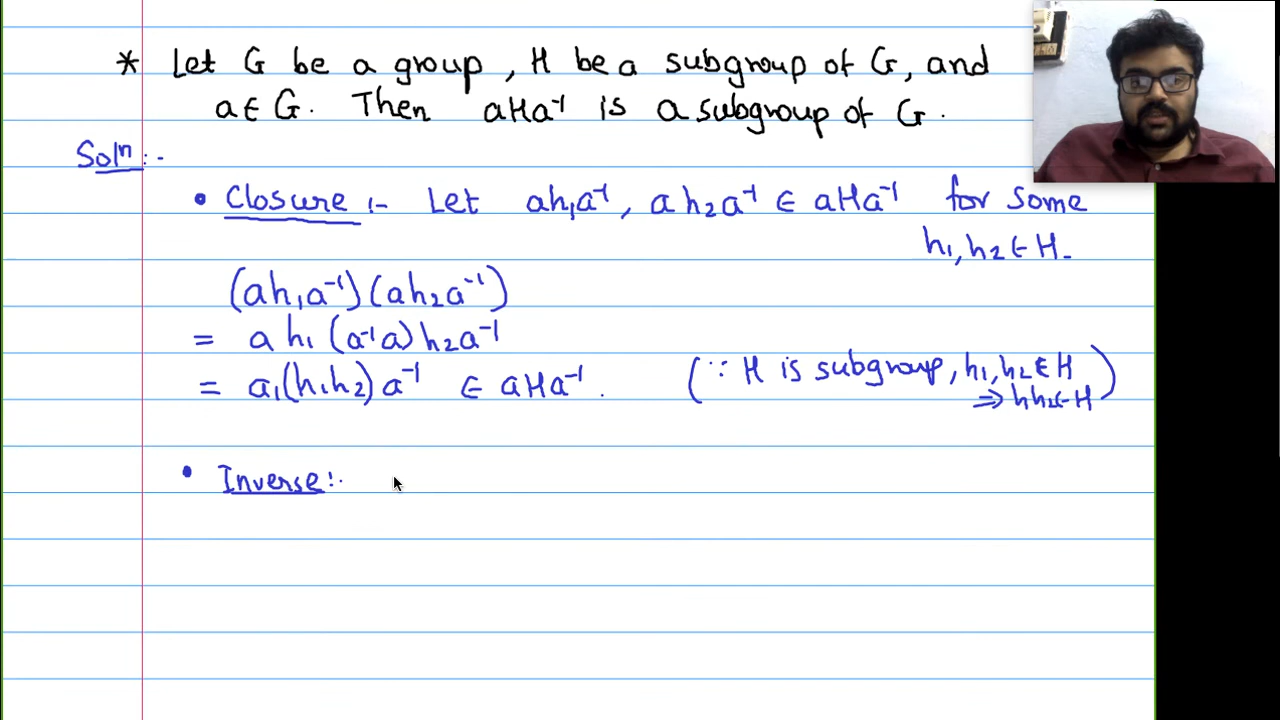 * Let G be a group, H be a subgroup of G, and
a ∈ G. Then aHa⁻¹ is a subgroup of G.
Solⁿ:-
• Closure :- Let ah₁a⁻¹, ah₂a⁻¹ ∈ aHa⁻¹ for some
h₁, h₂ ∈ H.
(ah₁a⁻¹)(ah₂a⁻¹)
= ah₁(a⁻¹a)h₂a⁻¹
= a₁(h₁h₂)a⁻¹ ∈ aHa⁻¹. (∵ H is subgroup, h₁, h₂ ∈ H
⇒ h₁h₂ ∈ H)
• Inverse :-